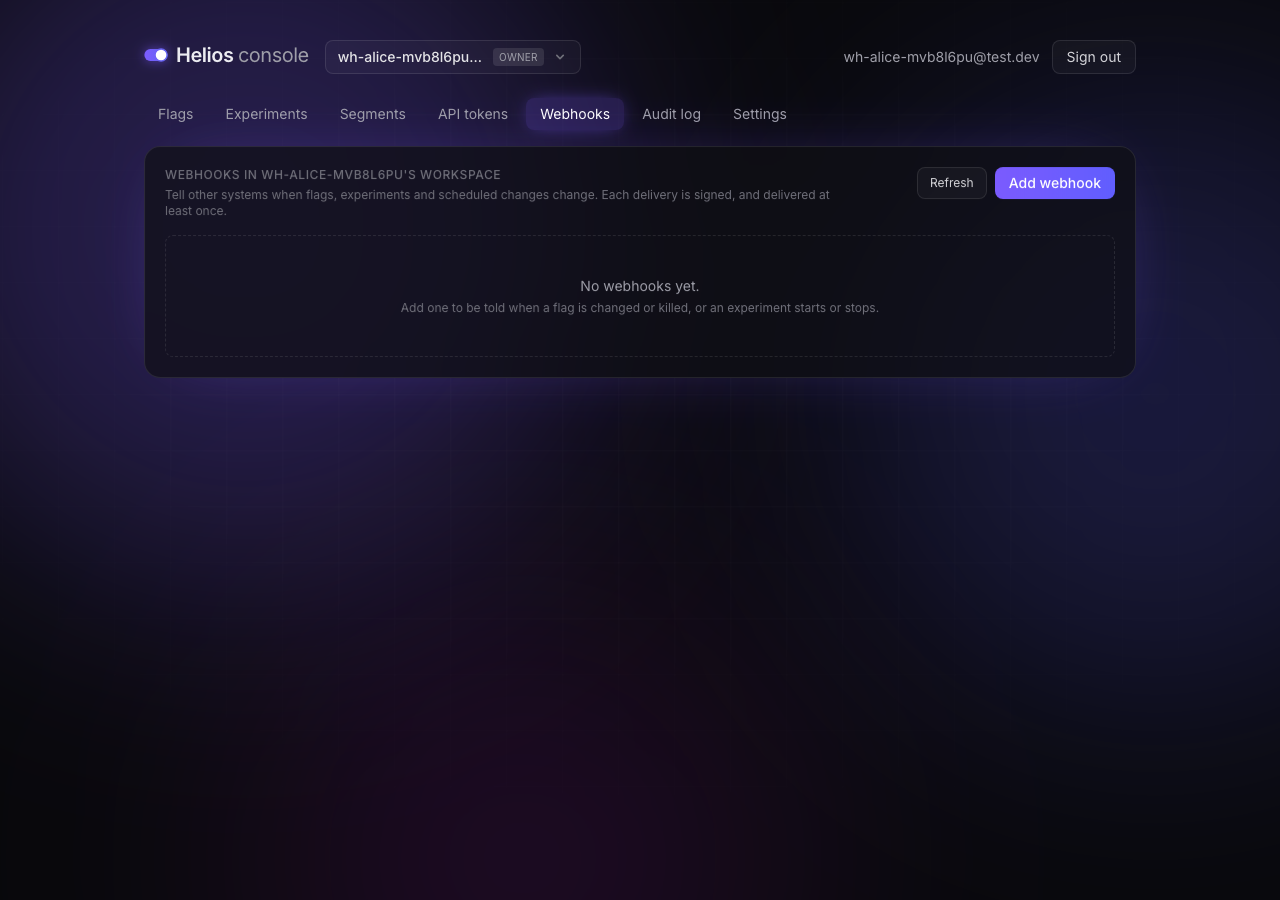 Helios console
wh-alice-mvb8l6pu... OWNER
wh-alice-mvb8l6pu@test.dev
Sign out
Flags Experiments Segments API tokens Webhooks Audit log Settings
WEBHOOKS IN WH-ALICE-MVB8L6PU'S WORKSPACE
Tell other systems when flags, experiments and scheduled changes change. Each delivery is signed, and delivered at
least once.
Refresh
Add webhook
No webhooks yet.
Add one to be told when a flag is changed or killed, or an experiment starts or stops.